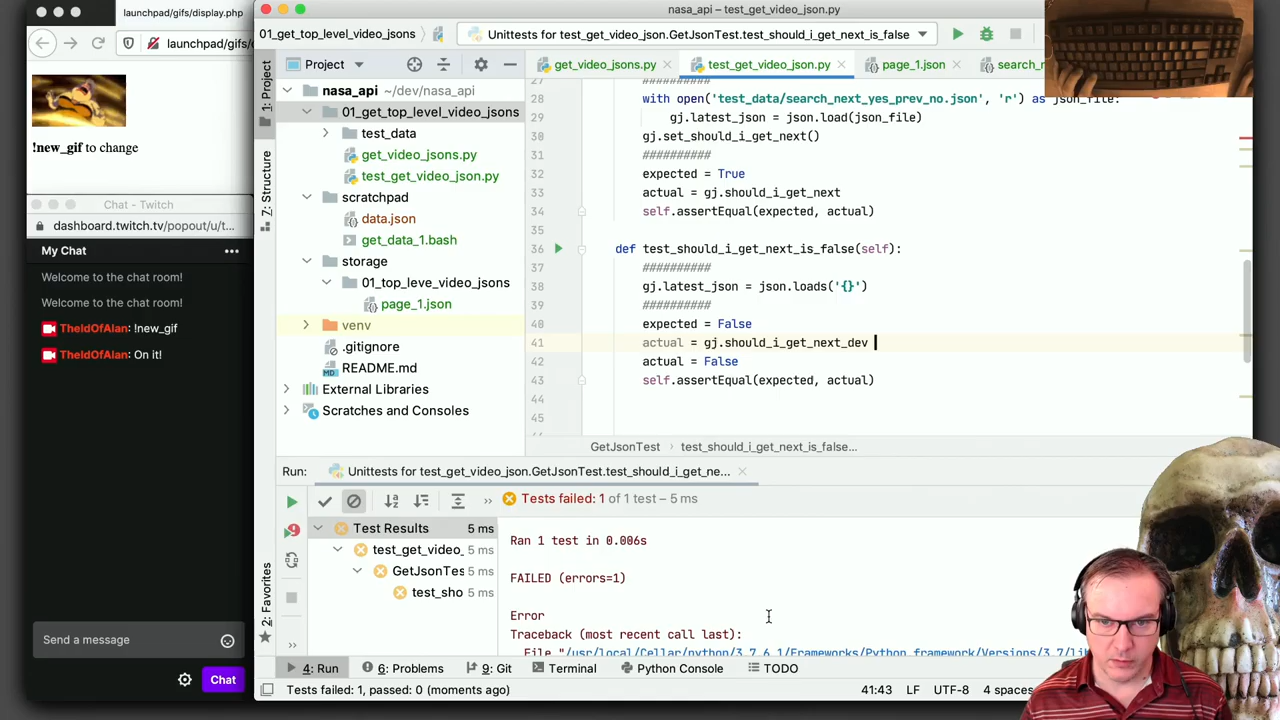 launchpad/gifs/display.php
launchpad/gifs/
!new_gif to change
Chat - Twitch
dashboard.twitch.tv/popout/u/t...
My Chat
Welcome to the chat room!
Welcome to the chat room!
TheIdOfAlan: !new_gif
TheIdOfAlan: On it!
Send a message
Chat
nasa_api – test_get_video_json.py
01_get_top_level_video_jsons
Unittests for test_get_video_json.GetJsonTest.test_should_i_get_next_is_false
1: Project
7: Structure
2: Favorites
Project
nasa_api ~/dev/nasa_api
01_get_top_level_video_jsons
test_data
get_video_jsons.py
test_get_video_json.py
scratchpad
data.json
get_data_1.bash
storage
01_top_leve_video_jsons
page_1.json
venv
.gitignore
README.md
External Libraries
Scratches and Consoles
get_video_jsons.py
test_get_video_json.py
page_1.json
27 ##########
28 with open('test_data/search_next_yes_prev_no.json', 'r') as json_file:
29 gj.latest_json = json.load(json_file)
30 gj.set_should_i_get_next()
31 ##########
32 expected = True
33 actual = gj.should_i_get_next
34 self.assertEqual(expected, actual)
35
36 def test_should_i_get_next_is_false(self):
37 ##########
38 gj.latest_json = json.loads('{}')
39 ##########
40 expected = False
41 actual = gj.should_i_get_next_dev
42 actual = False
43 self.assertEqual(expected, actual)
44
45
GetJsonTest
test_should_i_get_next_is_false...
Run:
Unittests for test_get_video_json.GetJsonTest.test_should_i_get_ne...
Tests failed: 1 of 1 test – 5 ms
Test Results 5 ms
test_get_video_ 5 ms
GetJsonTes 5 ms
test_sho 5 ms
Ran 1 test in 0.006s
FAILED (errors=1)
Error
Traceback (most recent call last):
4: Run
6: Problems
9: Git
Terminal
Python Console
TODO
Tests failed: 1, passed: 0 (moments ago)
41:43
LF
UTF-8
4 spaces